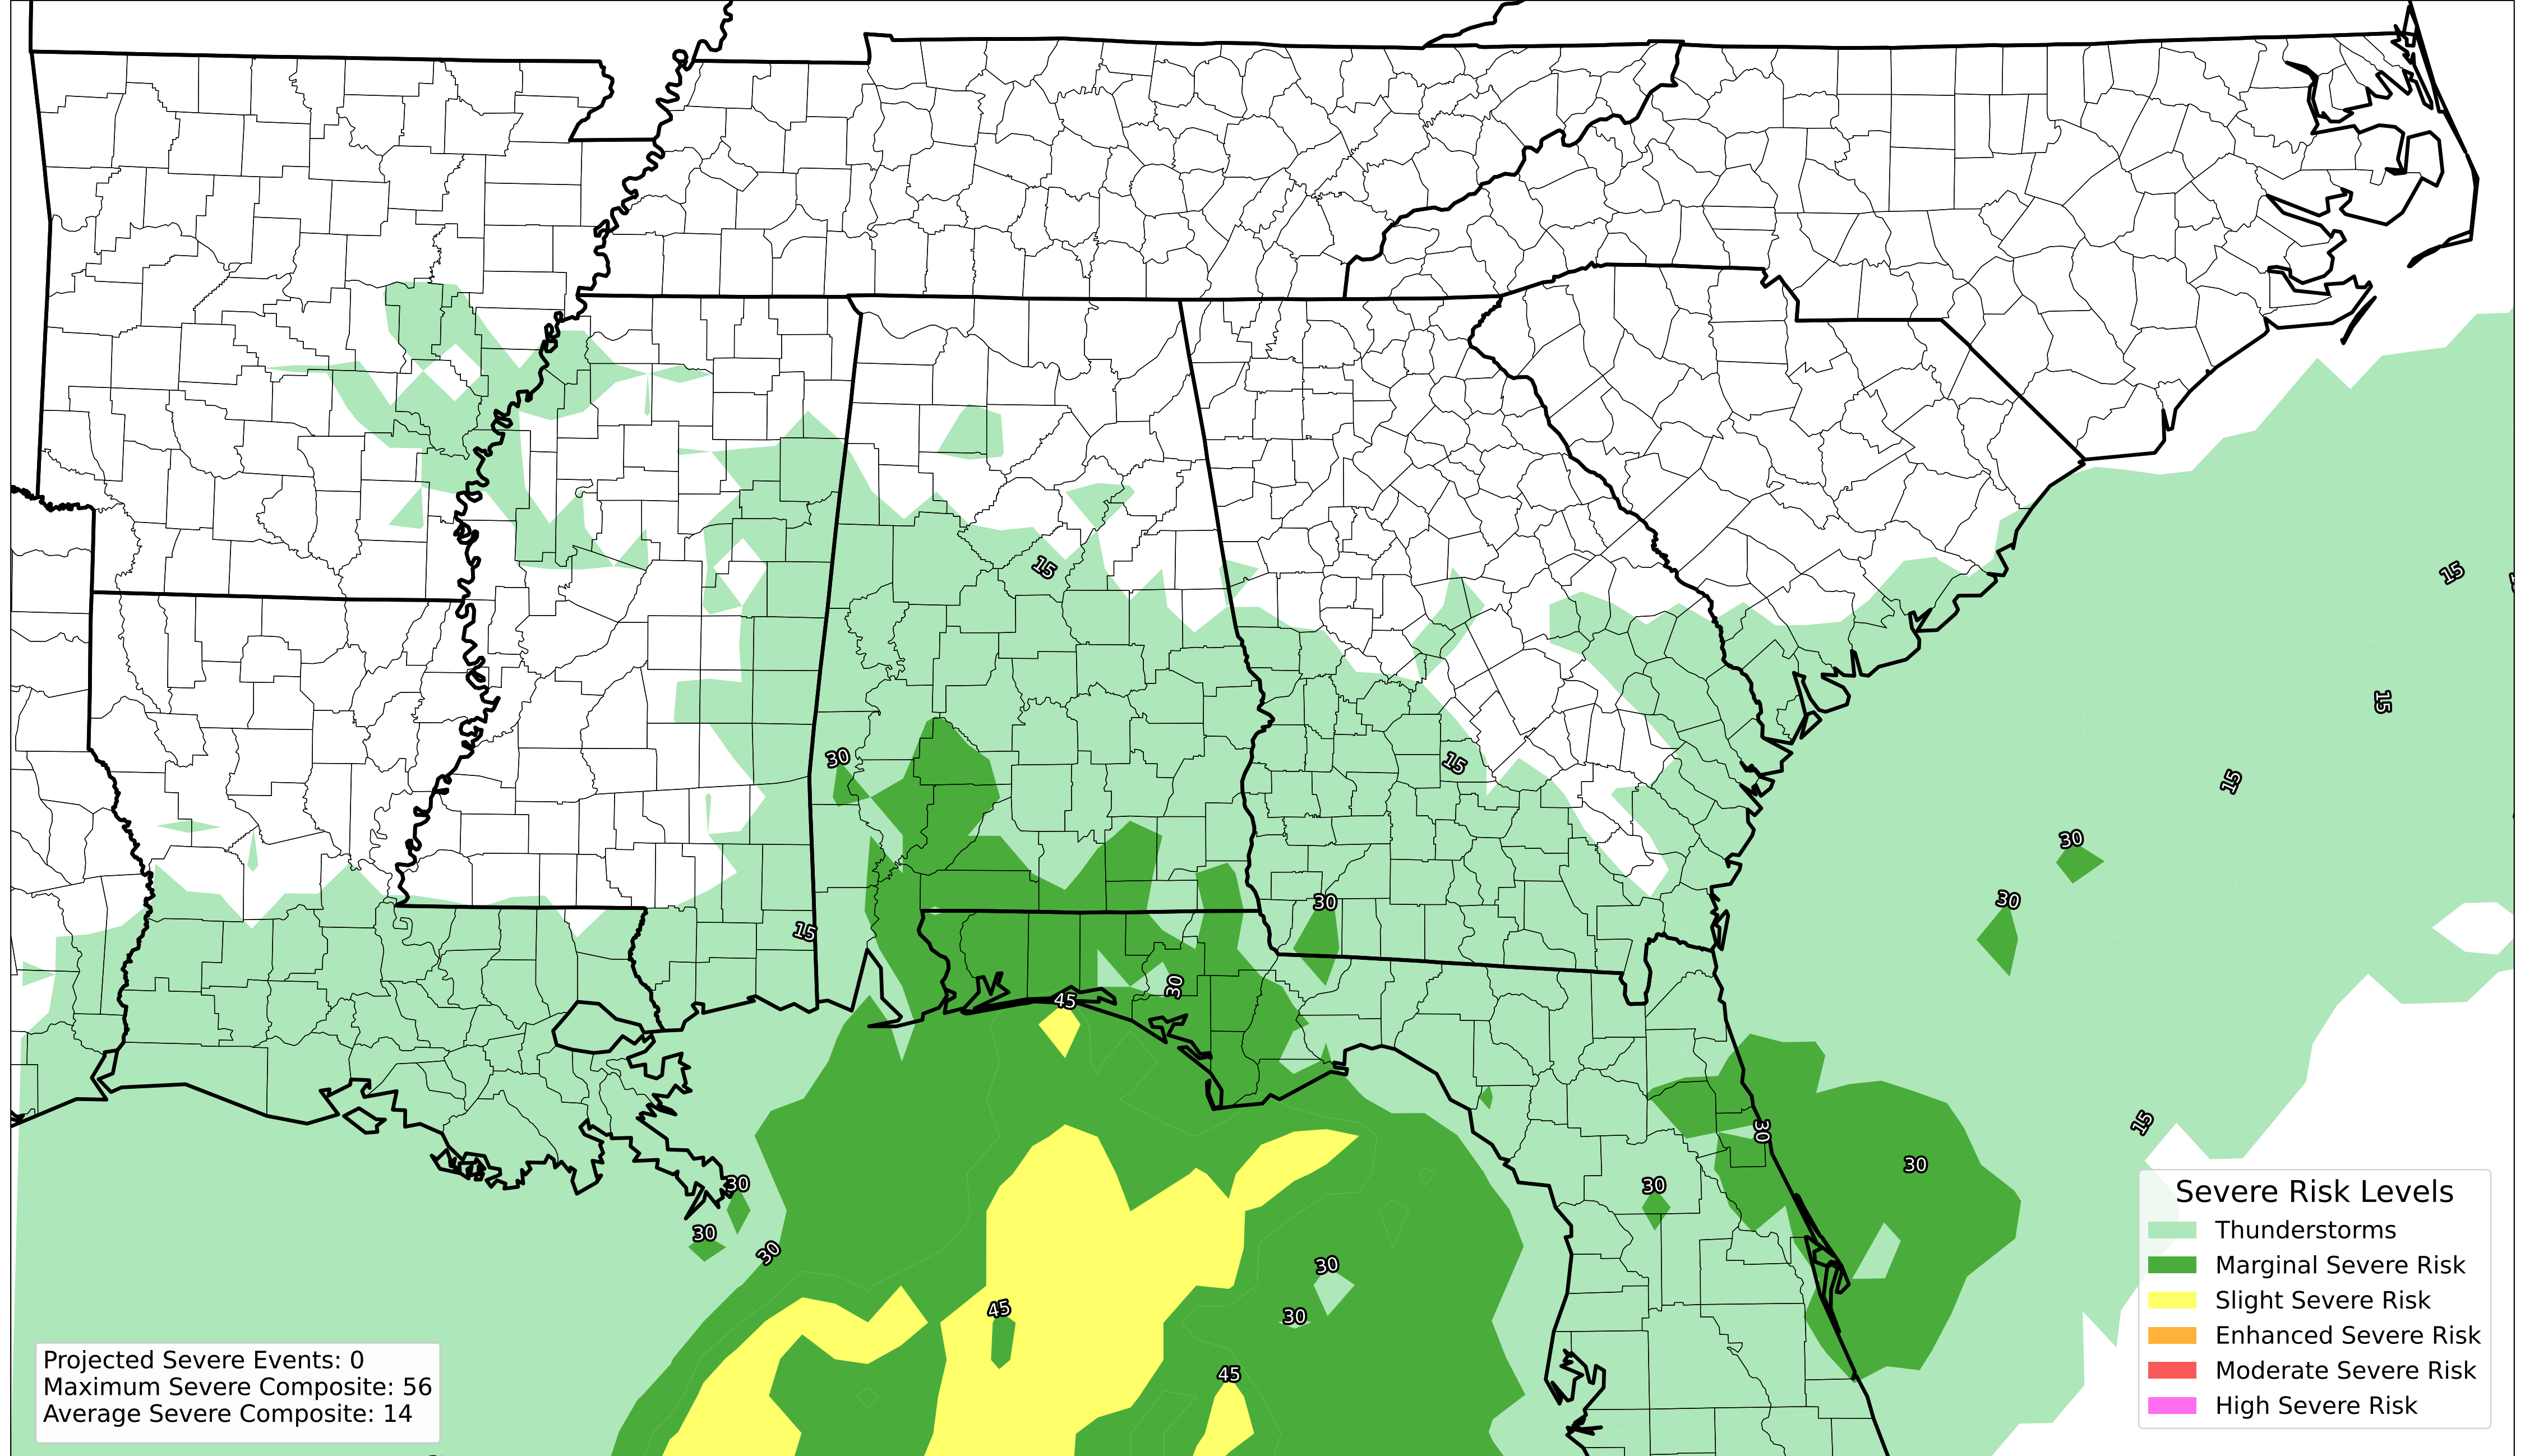 15
15
15
30
15
15
30
30
30
15
30
45
15
30
30
30
30
30
30
30
45
30
45
Severe Risk Levels
Thunderstorms
Marginal Severe Risk
Slight Severe Risk
Enhanced Severe Risk
Moderate Severe Risk
High Severe Risk
Projected Severe Events: 0
Maximum Severe Composite: 56
Average Severe Composite: 14